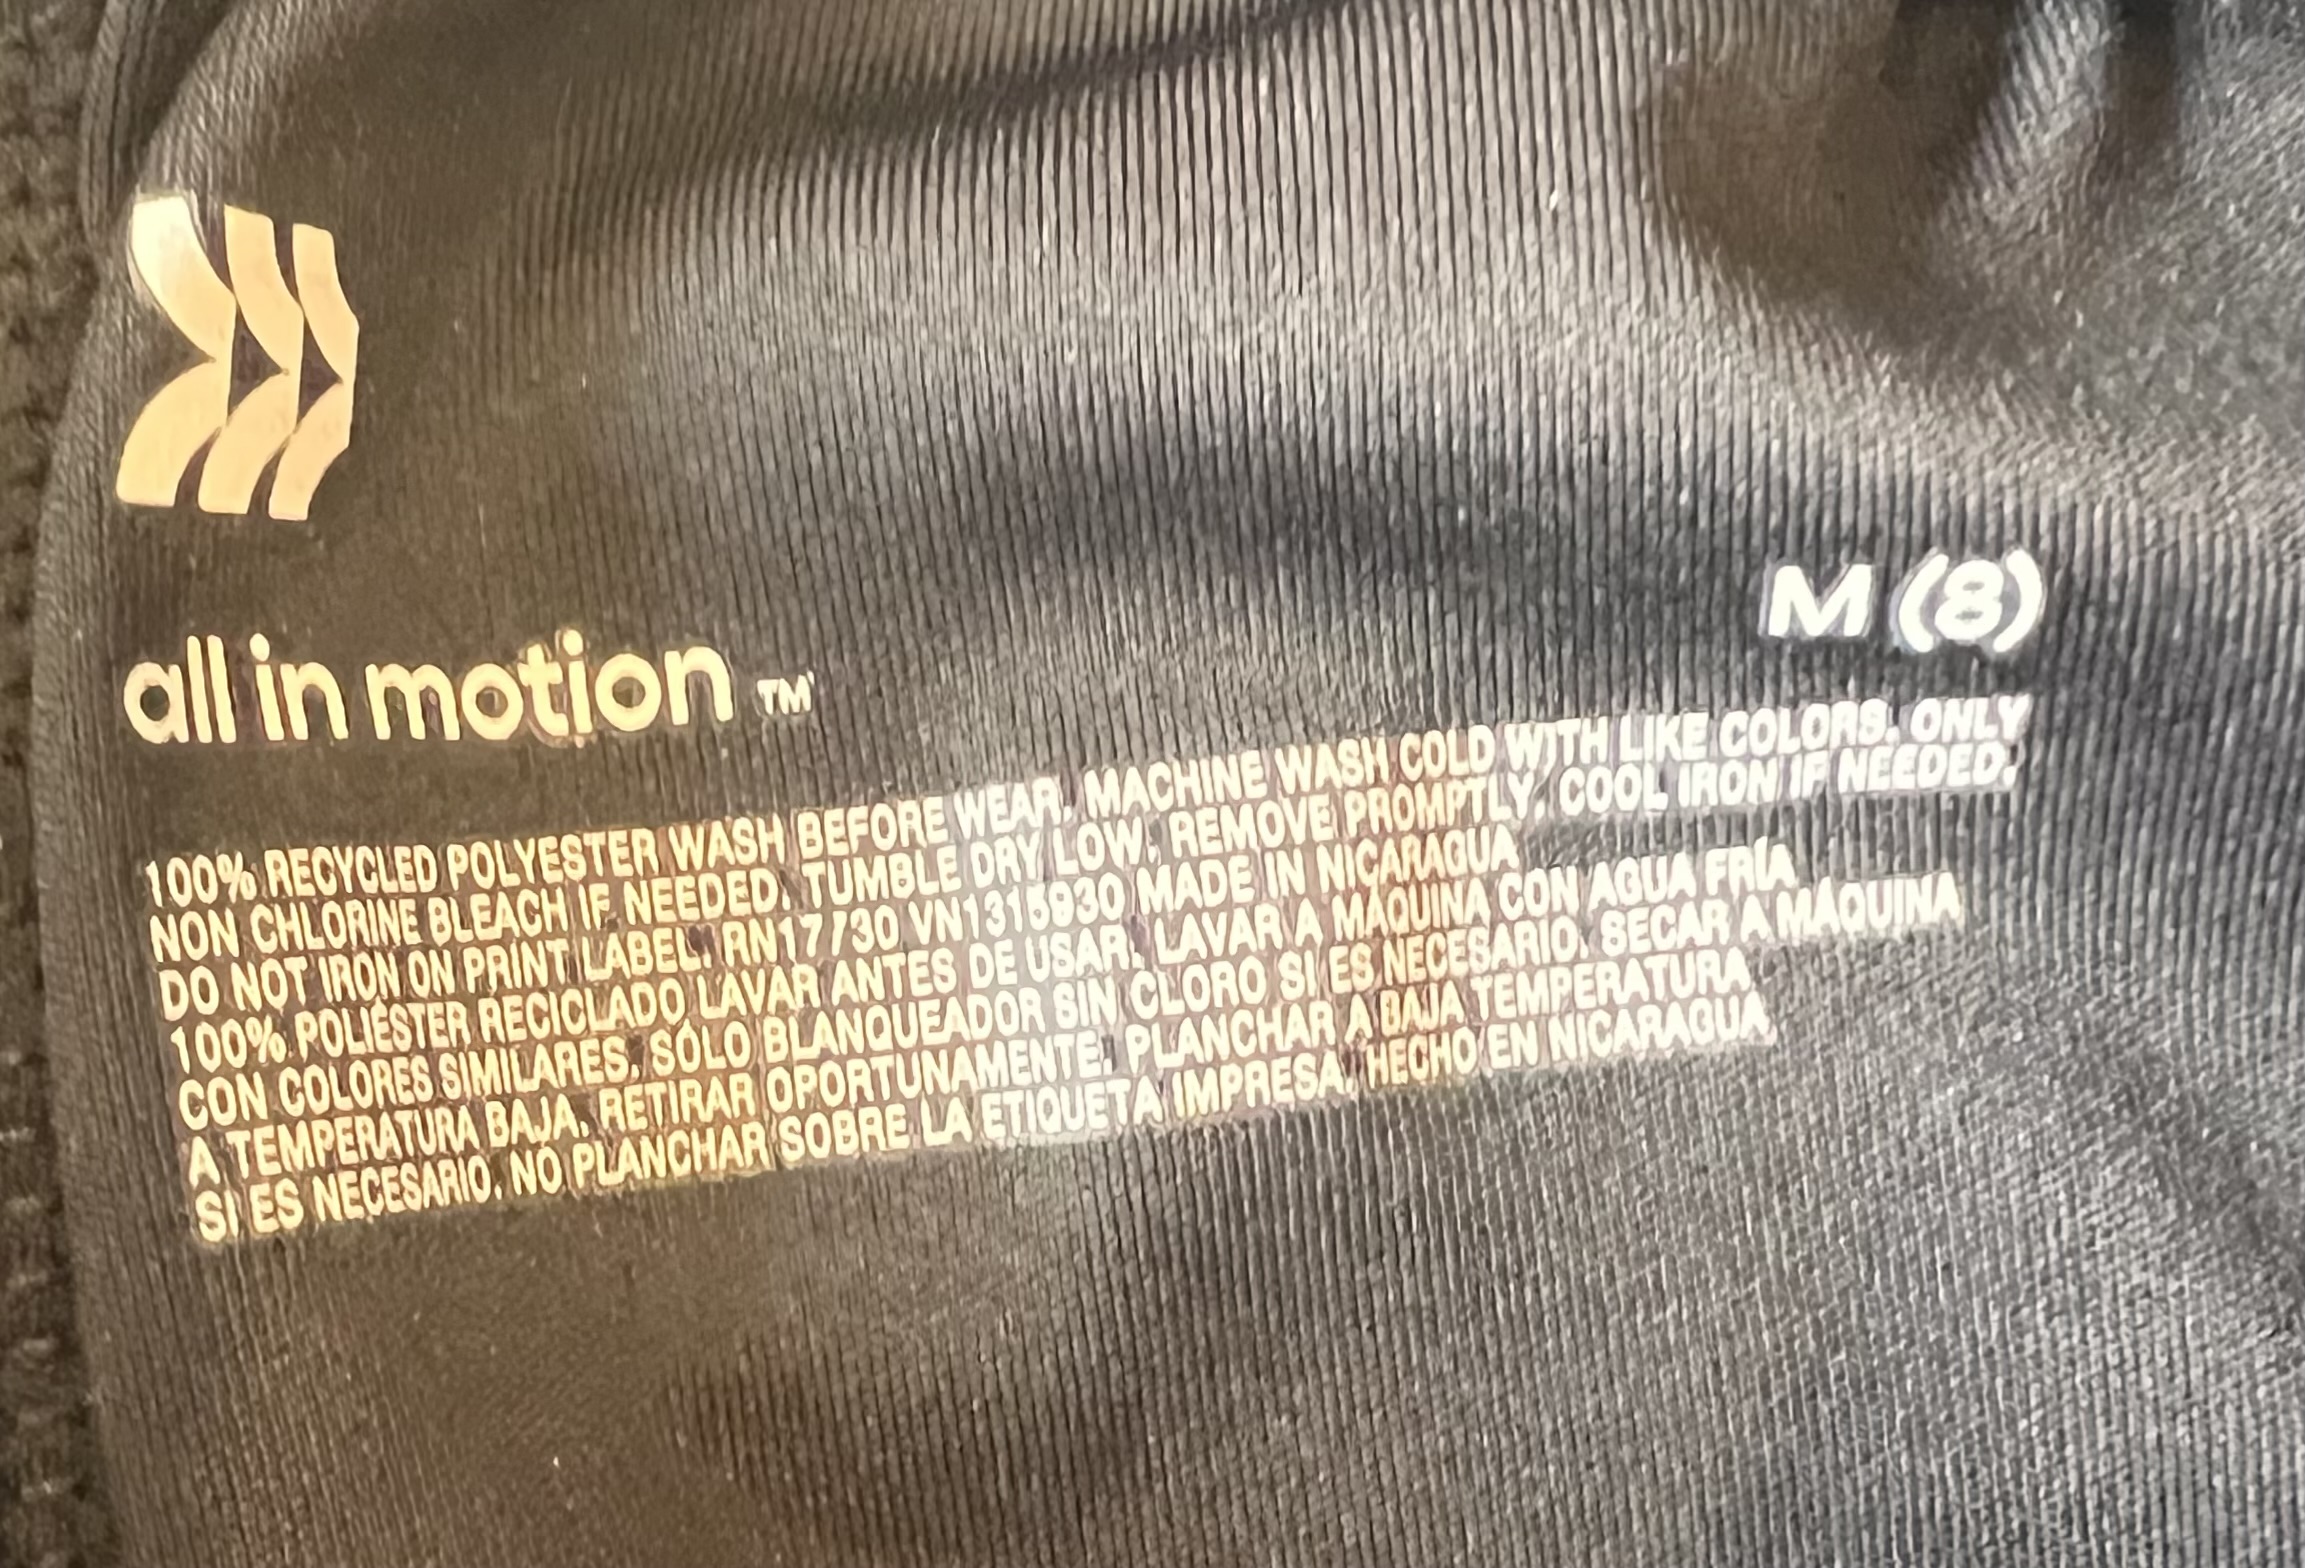 M (8)
all in motion ™
100% RECYCLED POLYESTER WASH BEFORE WEAR. MACHINE WASH COLD WITH LIKE COLORS. ONLY
NON CHLORINE BLEACH IF NEEDED. TUMBLE DRY LOW. REMOVE PROMPTLY. COOL IRON IF NEEDED.
DO NOT IRON ON PRINT LABEL. RN17730 VN1315930 MADE IN NICARAGUA
100% POLIÉSTER RECICLADO LAVAR ANTES DE USAR. LAVAR A MÁQUINA CON AGUA FRÍA
CON COLORES SIMILARES. SÓLO BLANQUEADOR SIN CLORO SI ES NECESARIO. SECAR A MÁQUINA
A TEMPERATURA BAJA. RETIRAR OPORTUNAMENTE. PLANCHAR A BAJA TEMPERATURA
SI ES NECESARIO. NO PLANCHAR SOBRE LA ETIQUETA IMPRESA. HECHO EN NICARAGUA